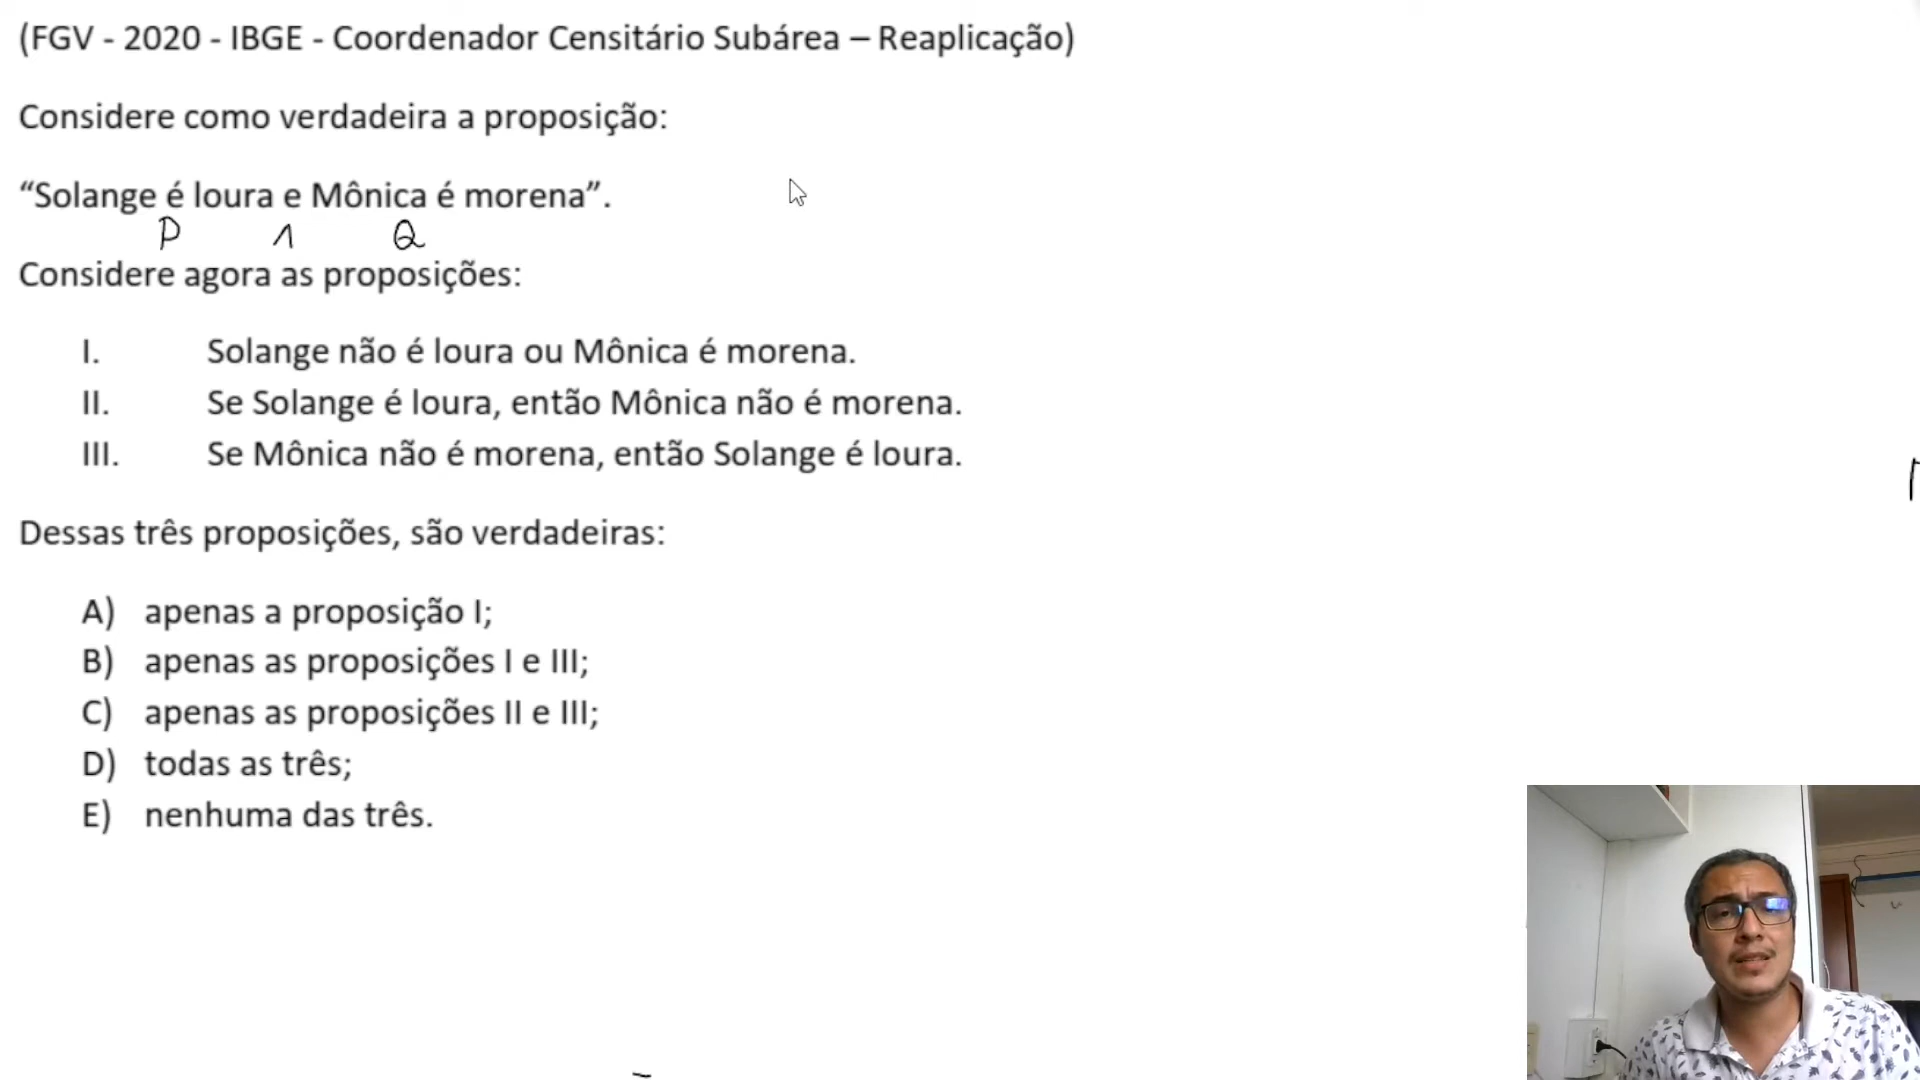 (FGV - 2020 - IBGE - Coordenador Censitário Subárea – Reaplicação)
Considere como verdadeira a proposição:
“Solange é loura e Mônica é morena”.
P ∧ Q
Considere agora as proposições:
I. Solange não é loura ou Mônica é morena.
II. Se Solange é loura, então Mônica não é morena.
III. Se Mônica não é morena, então Solange é loura.
Dessas três proposições, são verdadeiras:
A) apenas a proposição I;
B) apenas as proposições I e III;
C) apenas as proposições II e III;
D) todas as três;
E) nenhuma das três.